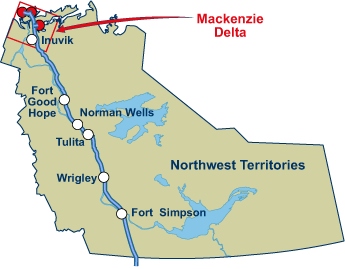 Mackenzie
Delta
Inuvik
Fort
Good
Hope
Norman Wells
Tulita
Northwest Territories
Wrigley
Fort Simpson